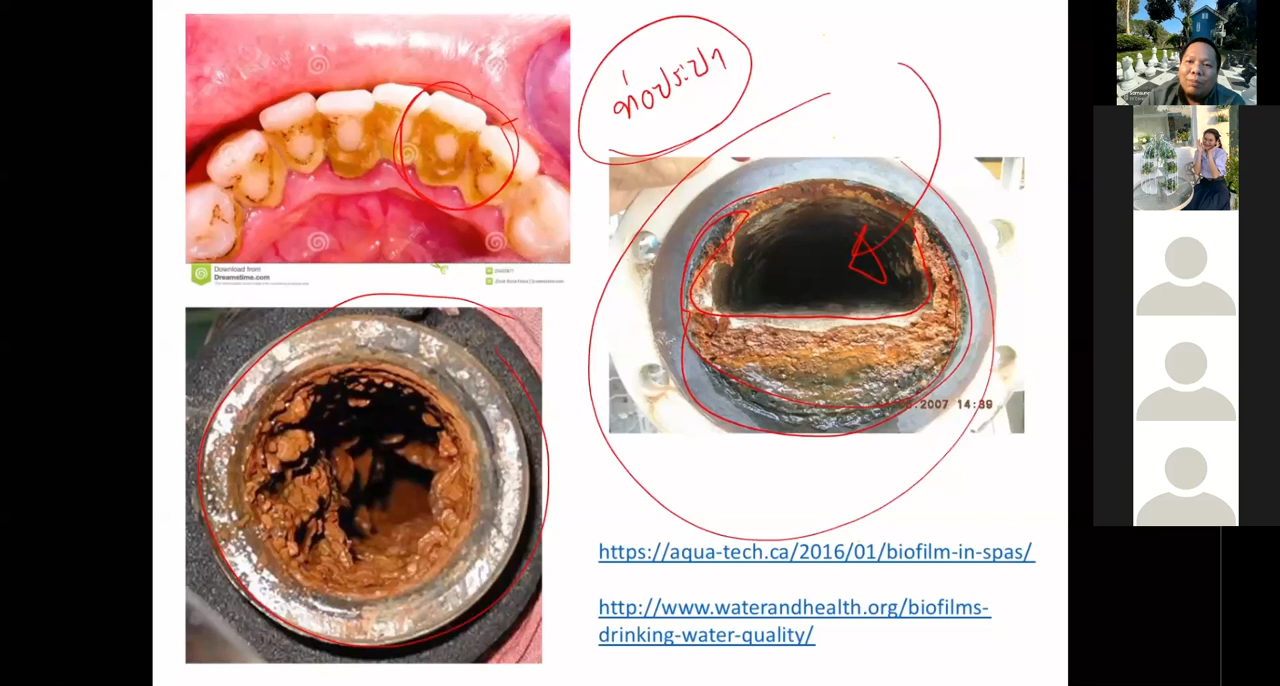 ท่อประปา
Download from
Dreamstime.com
2007 14:39
https://aqua-tech.ca/2016/01/biofilm-in-spas/
http://www.waterandhealth.org/biofilms-
drinking-water-quality/